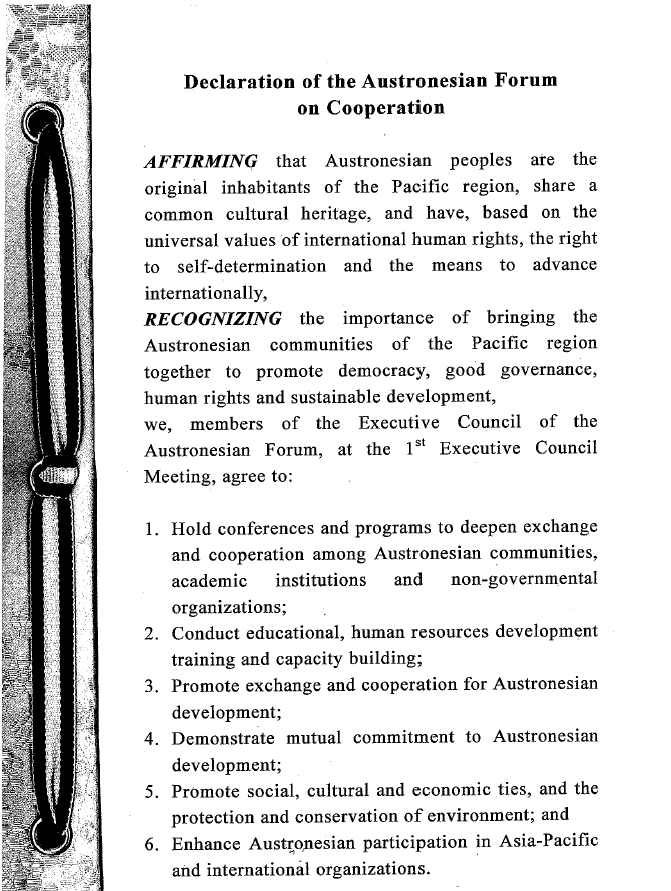 Declaration of the Austronesian Forum
on Cooperation
AFFIRMING that Austronesian peoples are the
original inhabitants of the Pacific region, share a
common cultural heritage, and have, based on the
universal values of international human rights, the right
to self-determination and the means to advance
internationally,
RECOGNIZING the importance of bringing the
Austronesian communities of the Pacific region
together to promote democracy, good governance,
human rights and sustainable development,
we, members of the Executive Council of the
Austronesian Forum, at the 1st Executive Council
Meeting, agree to:
1. Hold conferences and programs to deepen exchange
and cooperation among Austronesian communities,
academic institutions and non-governmental
organizations;
2. Conduct educational, human resources development
training and capacity building;
3. Promote exchange and cooperation for Austronesian
development;
4. Demonstrate mutual commitment to Austronesian
development;
5. Promote social, cultural and economic ties, and the
protection and conservation of environment; and
6. Enhance Austronesian participation in Asia-Pacific
and international organizations.